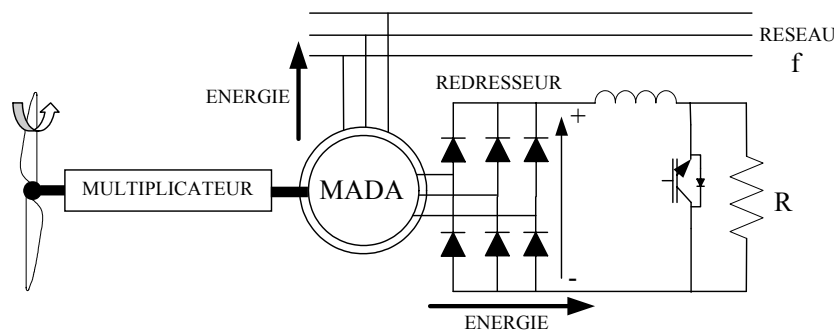 RESEAU
f
ENERGIE
REDRESSEUR
+
MULTIPLICATEUR
MADA
R
-
ENERGIE